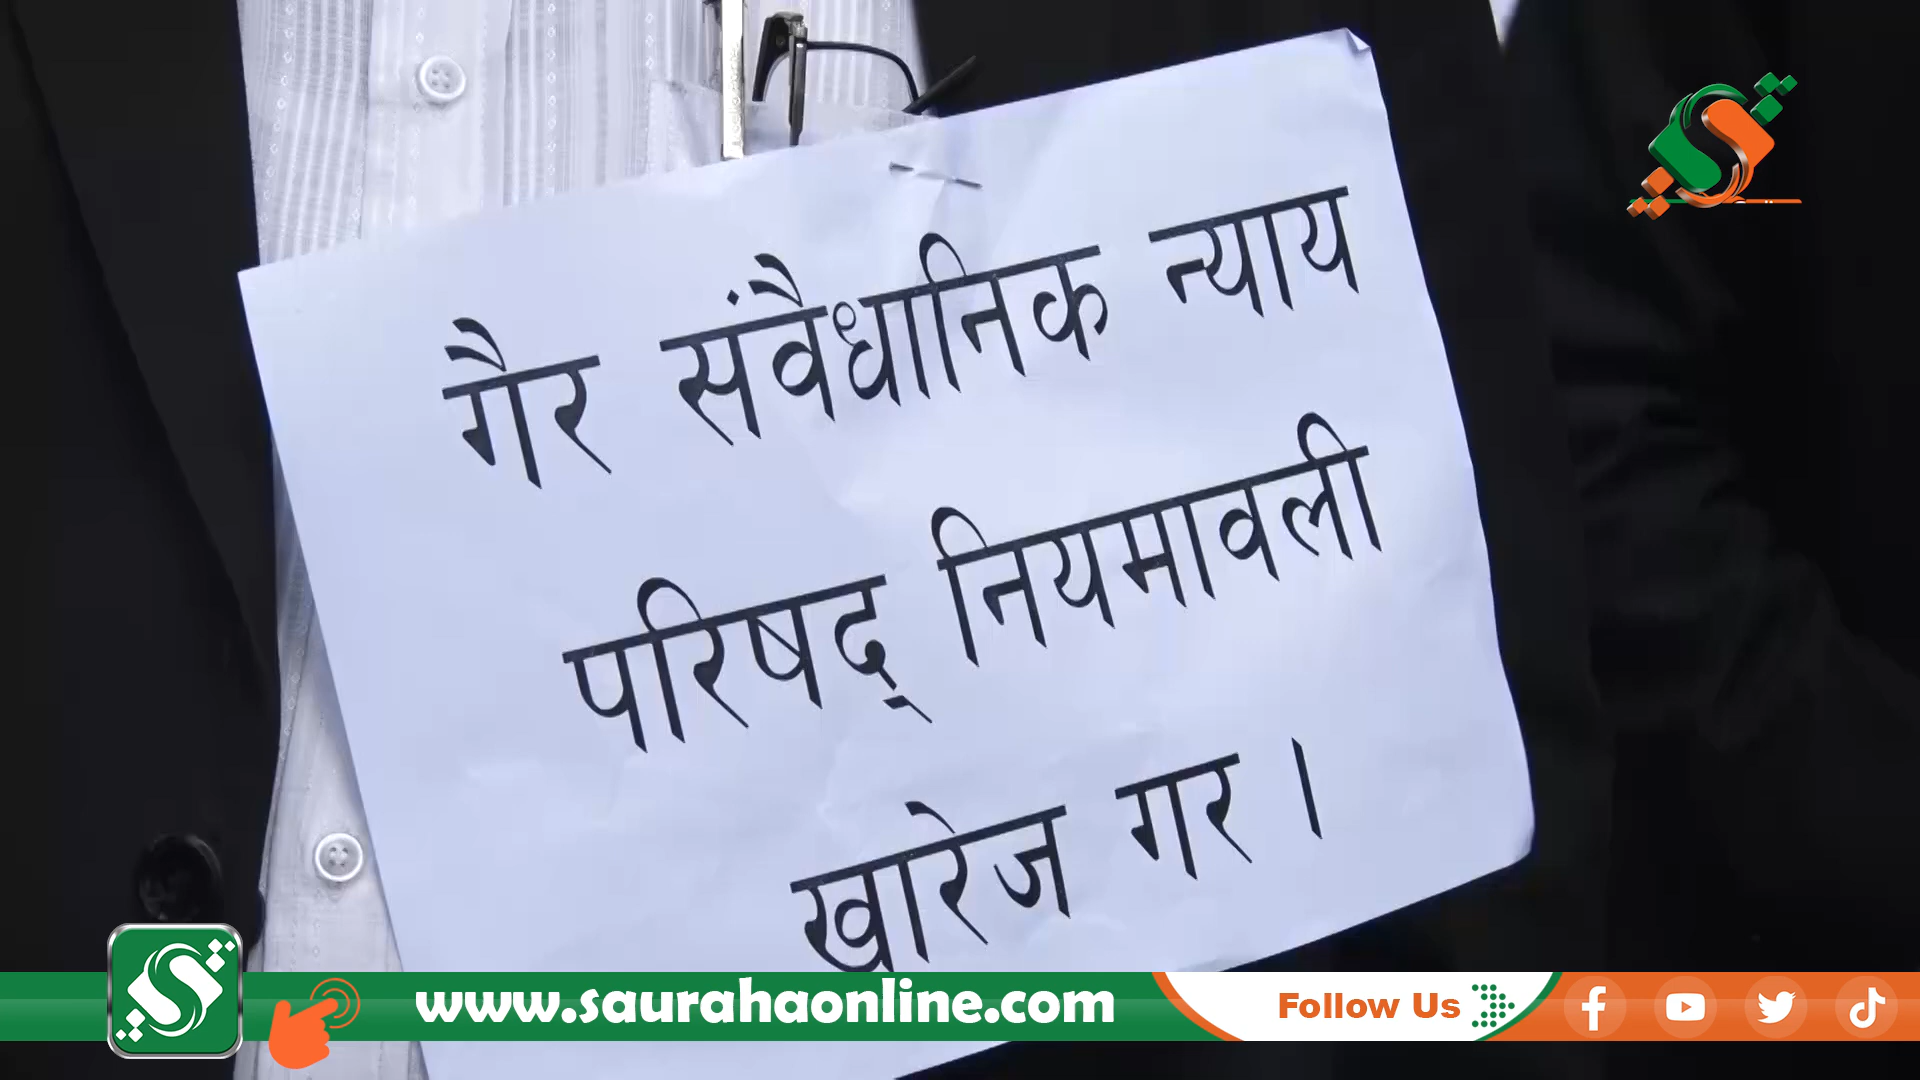 गैर संवैधानिक न्याय
परिषद् नियमावली
खारेज गर ।
www.saurahaonline.com
Follow Us